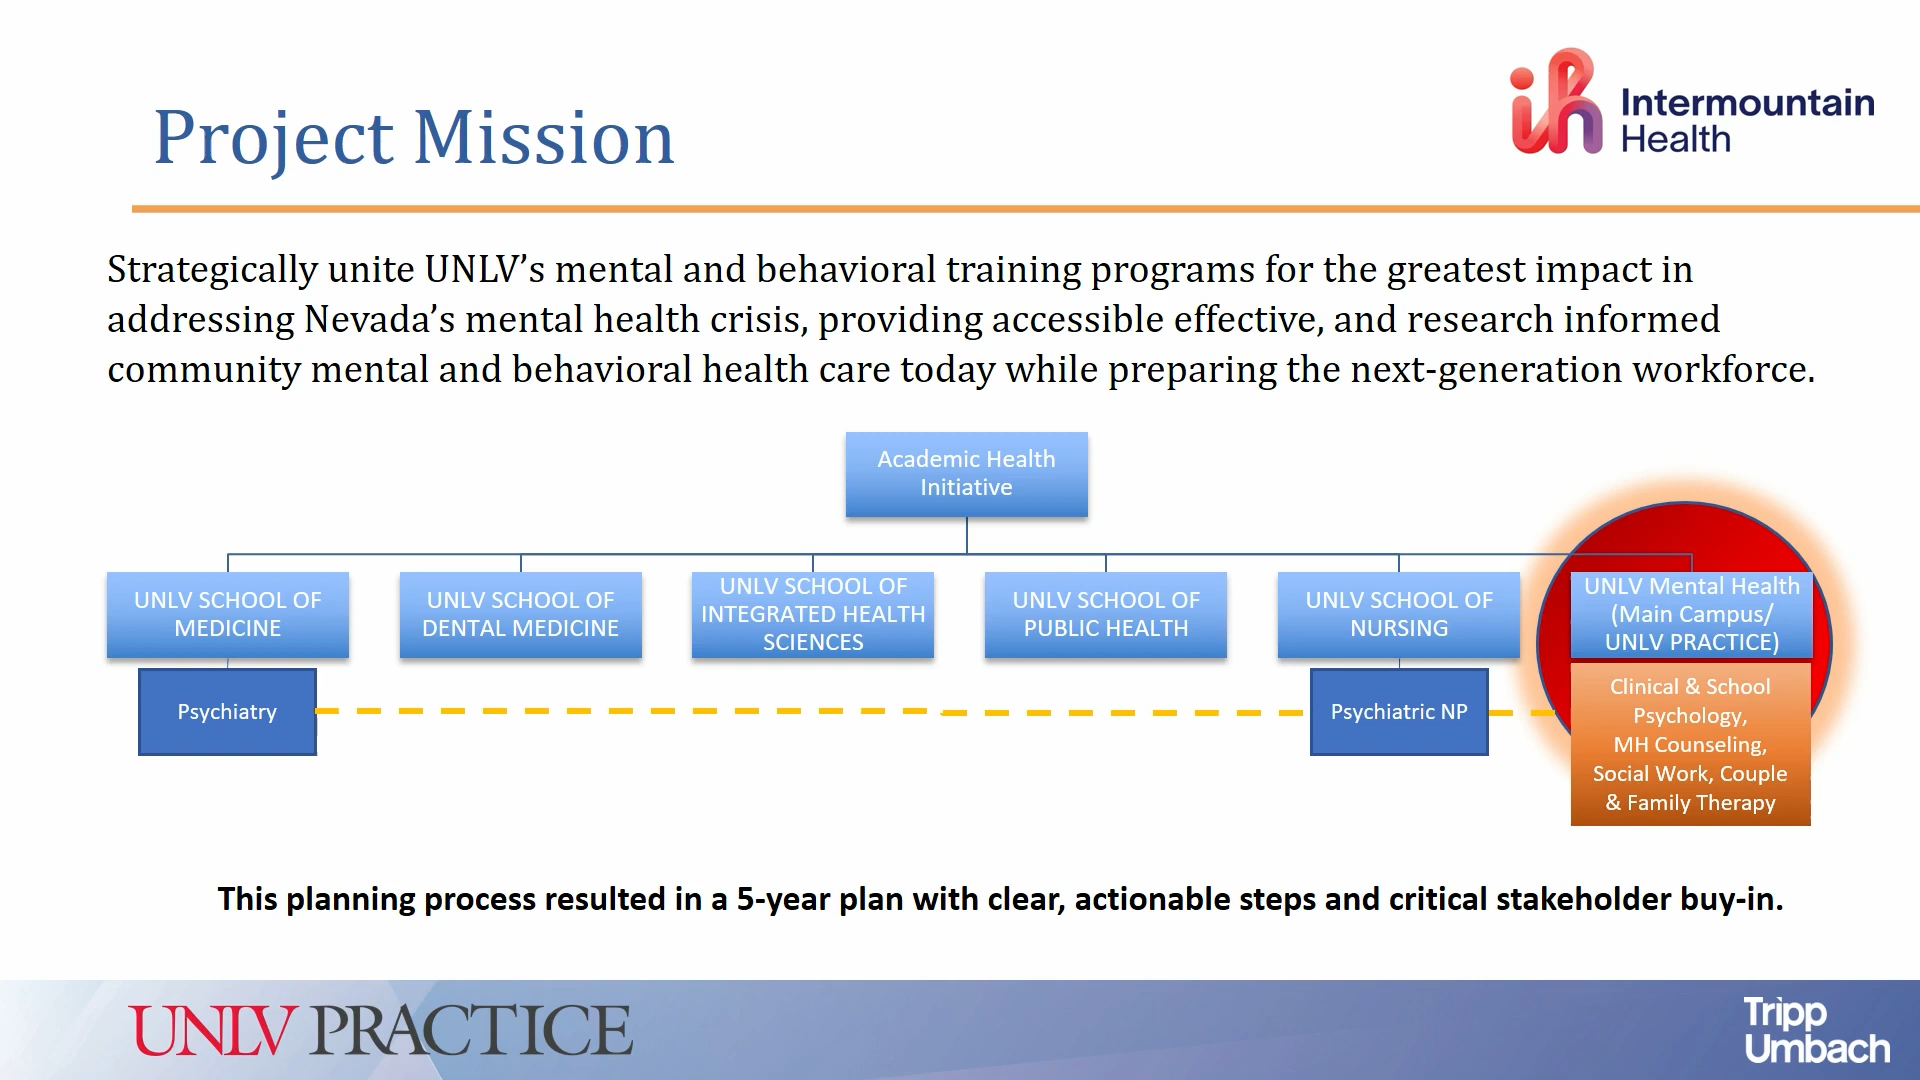 Project Mission
Intermountain
Health
Strategically unite UNLV’s mental and behavioral training programs for the greatest impact in
addressing Nevada’s mental health crisis, providing accessible effective, and research informed
community mental and behavioral health care today while preparing the next-generation workforce.
Academic Health
Initiative
UNLV SCHOOL OF
MEDICINE
UNLV SCHOOL OF
DENTAL MEDICINE
UNLV SCHOOL OF
INTEGRATED HEALTH
SCIENCES
UNLV SCHOOL OF
PUBLIC HEALTH
UNLV SCHOOL OF
NURSING
UNLV Mental Health
(Main Campus/
UNLV PRACTICE)
Psychiatry
Psychiatric NP
Clinical & School
Psychology,
MH Counseling,
Social Work, Couple
& Family Therapy
This planning process resulted in a 5-year plan with clear, actionable steps and critical stakeholder buy-in.
UNLV PRACTICE
Tripp
Umbach